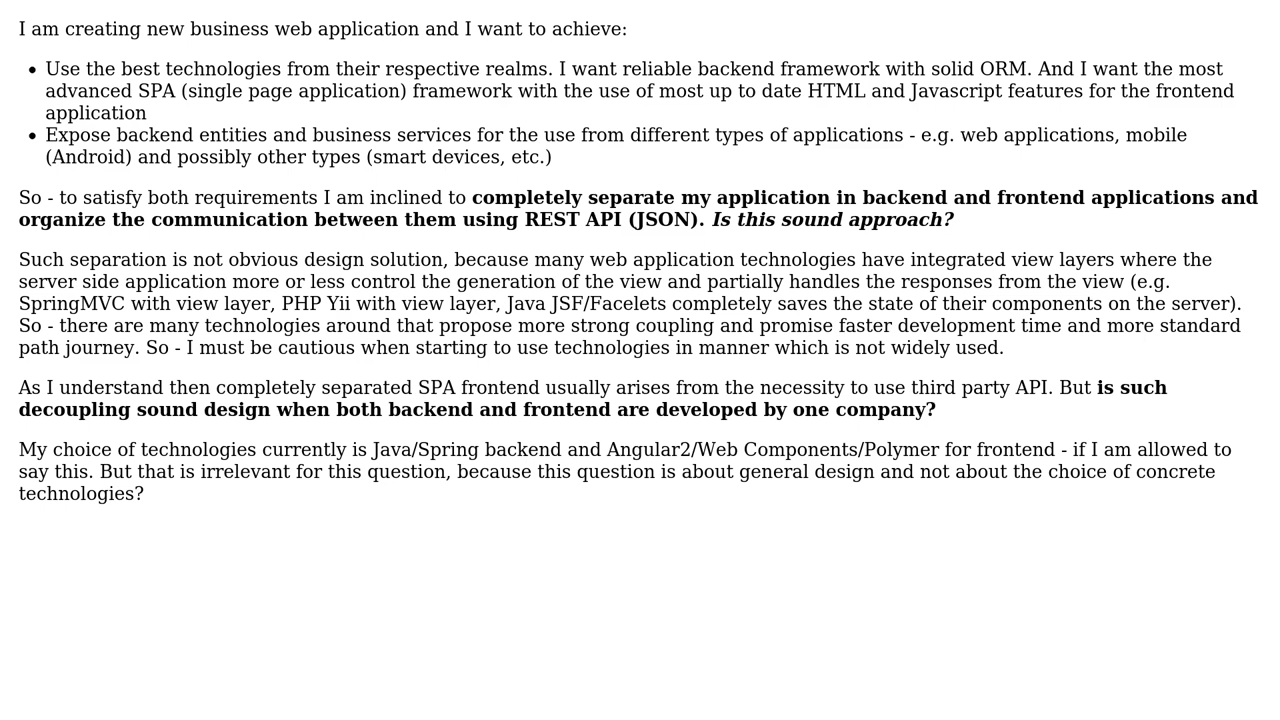 I am creating new business web application and I want to achieve:
• Use the best technologies from their respective realms. I want reliable backend framework with solid ORM. And I want the most
advanced SPA (single page application) framework with the use of most up to date HTML and Javascript features for the frontend
application
• Expose backend entities and business services for the use from different types of applications - e.g. web applications, mobile
(Android) and possibly other types (smart devices, etc.)
So - to satisfy both requirements I am inclined to completely separate my application in backend and frontend applications and
organize the communication between them using REST API (JSON). Is this sound approach?
Such separation is not obvious design solution, because many web application technologies have integrated view layers where the
server side application more or less control the generation of the view and partially handles the responses from the view (e.g.
SpringMVC with view layer, PHP Yii with view layer, Java JSF/Facelets completely saves the state of their components on the server).
So - there are many technologies around that propose more strong coupling and promise faster development time and more standard
path journey. So - I must be cautious when starting to use technologies in manner which is not widely used.
As I understand then completely separated SPA frontend usually arises from the necessity to use third party API. But is such
decoupling sound design when both backend and frontend are developed by one company?
My choice of technologies currently is Java/Spring backend and Angular2/Web Components/Polymer for frontend - if I am allowed to
say this. But that is irrelevant for this question, because this question is about general design and not about the choice of concrete
technologies?